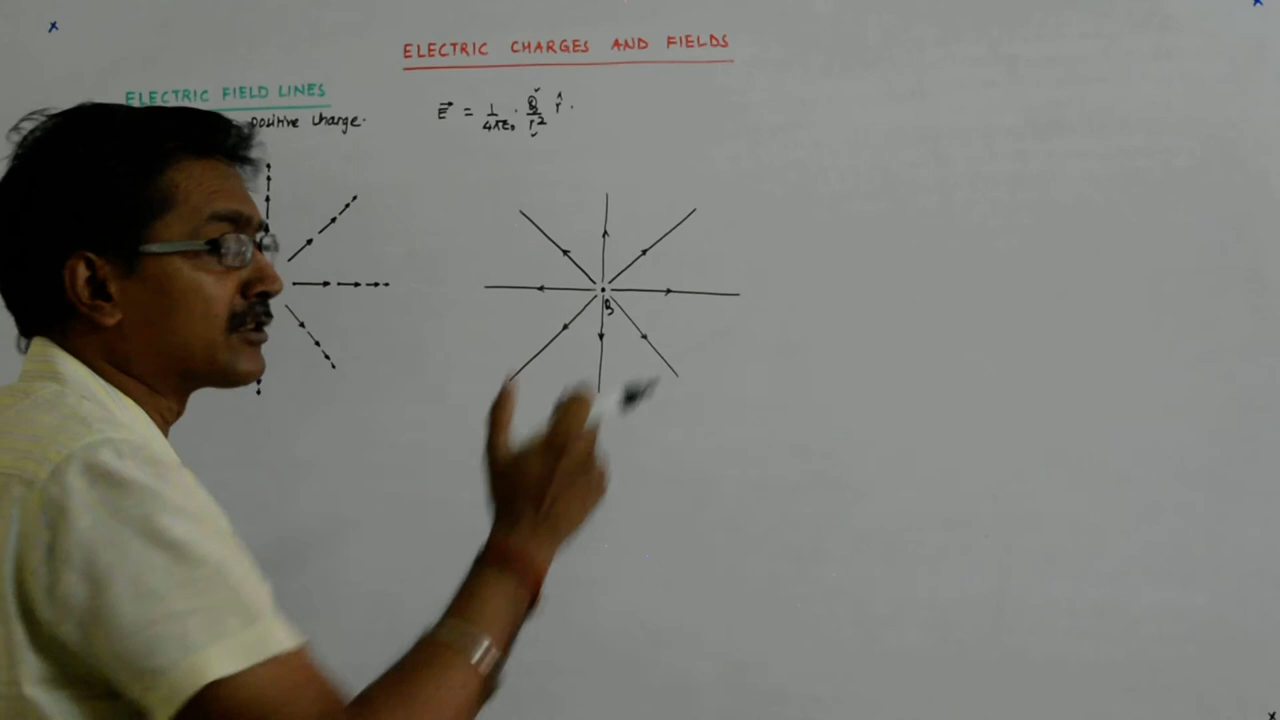 ELECTRIC CHARGES AND FIELDS
ELECTRIC FIELD LINES
positive charge.
E⃗ = 1/4πε₀ · Q/r² r̂ .
Q